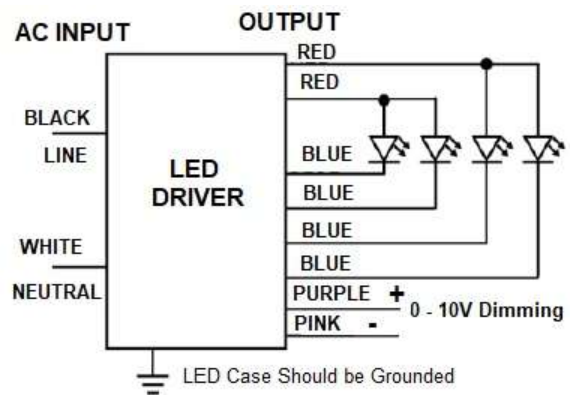 AC INPUT
OUTPUT
RED
RED
BLACK
LINE
LED
DRIVER
BLUE
BLUE
BLUE
BLUE
WHITE
NEUTRAL
PURPLE +
PINK -
0 - 10V Dimming
LED Case Should be Grounded